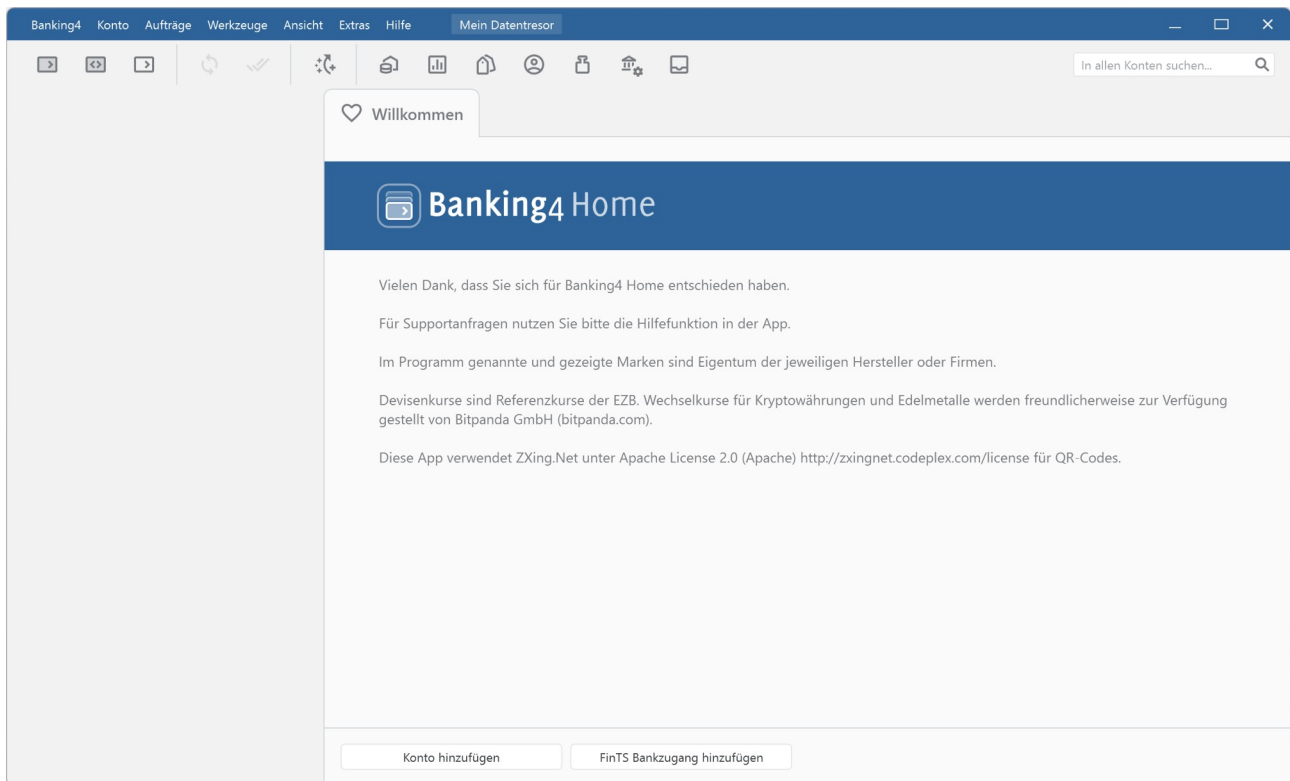 Banking4 Konto Aufträge Werkzeuge Ansicht Extras Hilfe Mein Datentresor
In allen Konten suchen...
Willkommen
Banking4 Home
Vielen Dank, dass Sie sich für Banking4 Home entschieden haben.
Für Supportanfragen nutzen Sie bitte die Hilfefunktion in der App.
Im Programm genannte und gezeigte Marken sind Eigentum der jeweiligen Hersteller oder Firmen.
Devisenkurse sind Referenzkurse der EZB. Wechselkurse für Kryptowährungen und Edelmetalle werden freundlicherweise zur Verfügung
gestellt von Bitpanda GmbH (bitpanda.com).
Diese App verwendet ZXing.Net unter Apache License 2.0 (Apache) http://zxingnet.codeplex.com/license für QR-Codes.
Konto hinzufügen FinTS Bankzugang hinzufügen